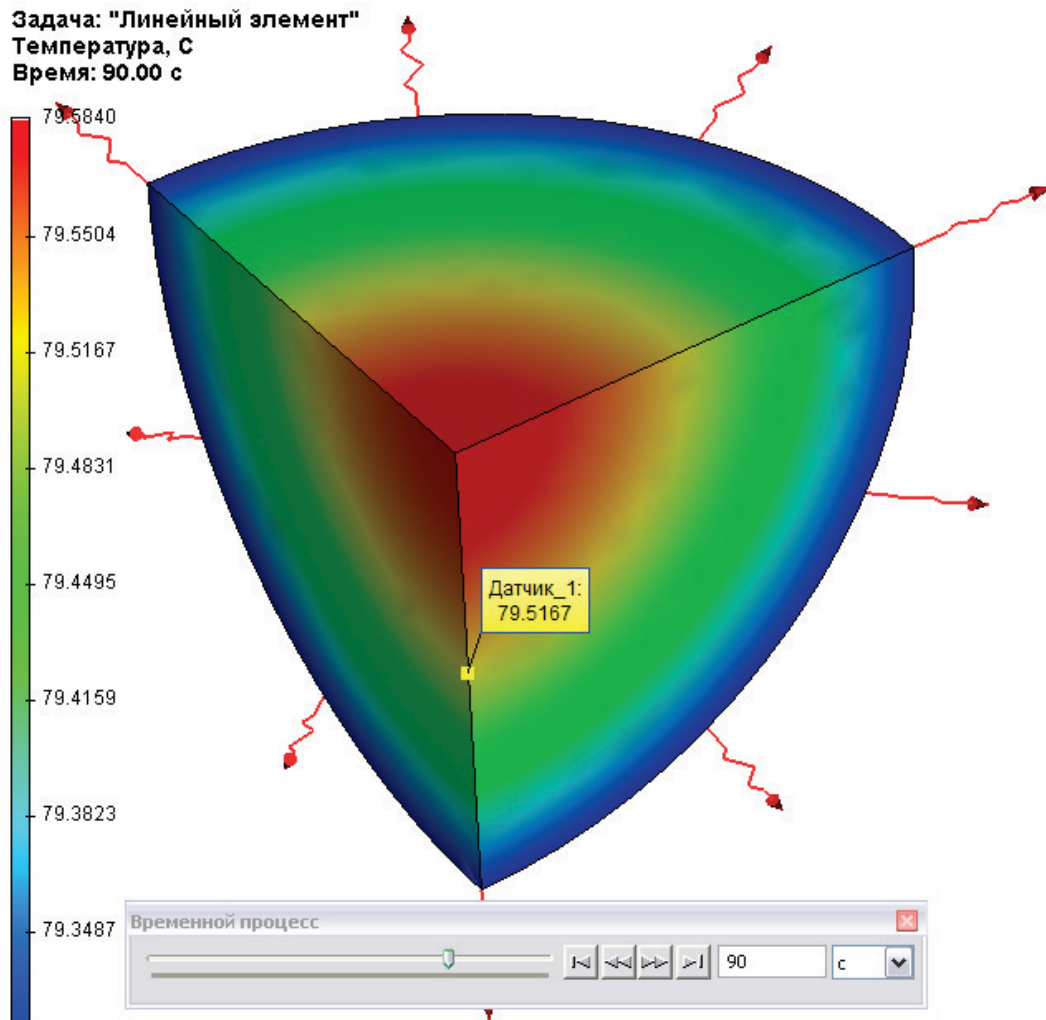 Задача: "Линейный элемент"
Температура, С
Время: 90.00 с
79.5840
79.5504
79.5167
79.4831
79.4495
79.4159
79.3823
79.3487
Датчик_1:
79.5167
Временной процесс
90
с